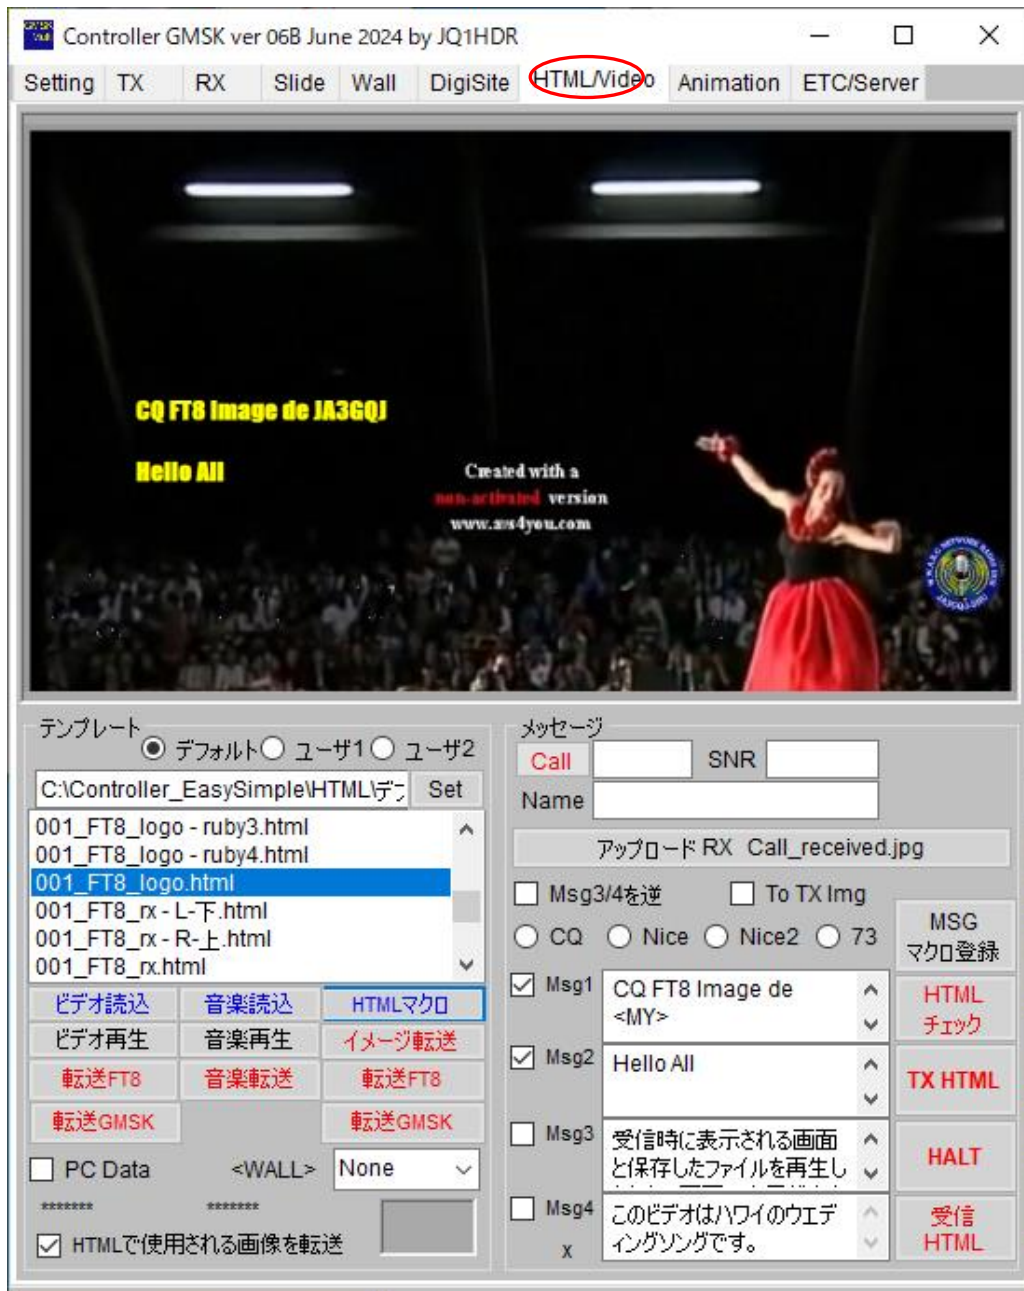 Controller GMSK ver 06B June 2024 by JQ1HDR
Setting TX RX Slide Wall DigiSite HTML/Video Animation ETC/Server
CQ FT8 Image de JA3GQJ
Hello All
Created with a
non-activated version
www.avs4you.com
テンプレート
デフォルト ユーザ1 ユーザ2
C:\Controller_EasySimple\HTML\デフ Set
001_FT8_logo - ruby3.html
001_FT8_logo - ruby4.html
001_FT8_logo.html
001_FT8_rx - L-下.html
001_FT8_rx - R-上.html
001_FT8_rx.html
ビデオ読込 音楽読込 HTMLマクロ
ビデオ再生 音楽再生 イメージ転送
転送FT8 音楽転送 転送FT8
転送GMSK 転送GMSK
PC Data <WALL> None
******* *******
HTMLで使用される画像を転送
メッセージ
Call SNR
Name
アップロード RX Call_received.jpg
Msg3/4を逆 To TX Img
CQ Nice Nice2 73
MSG
マクロ登録
Msg1 CQ FT8 Image de
<MY>
HTML
チェック
Msg2 Hello All
TX HTML
Msg3 受信時に表示される画面
と保存したファイルを再生し
HALT
Msg4 このビデオはハワイのウエデ
ィングソングです。
x
受信
HTML